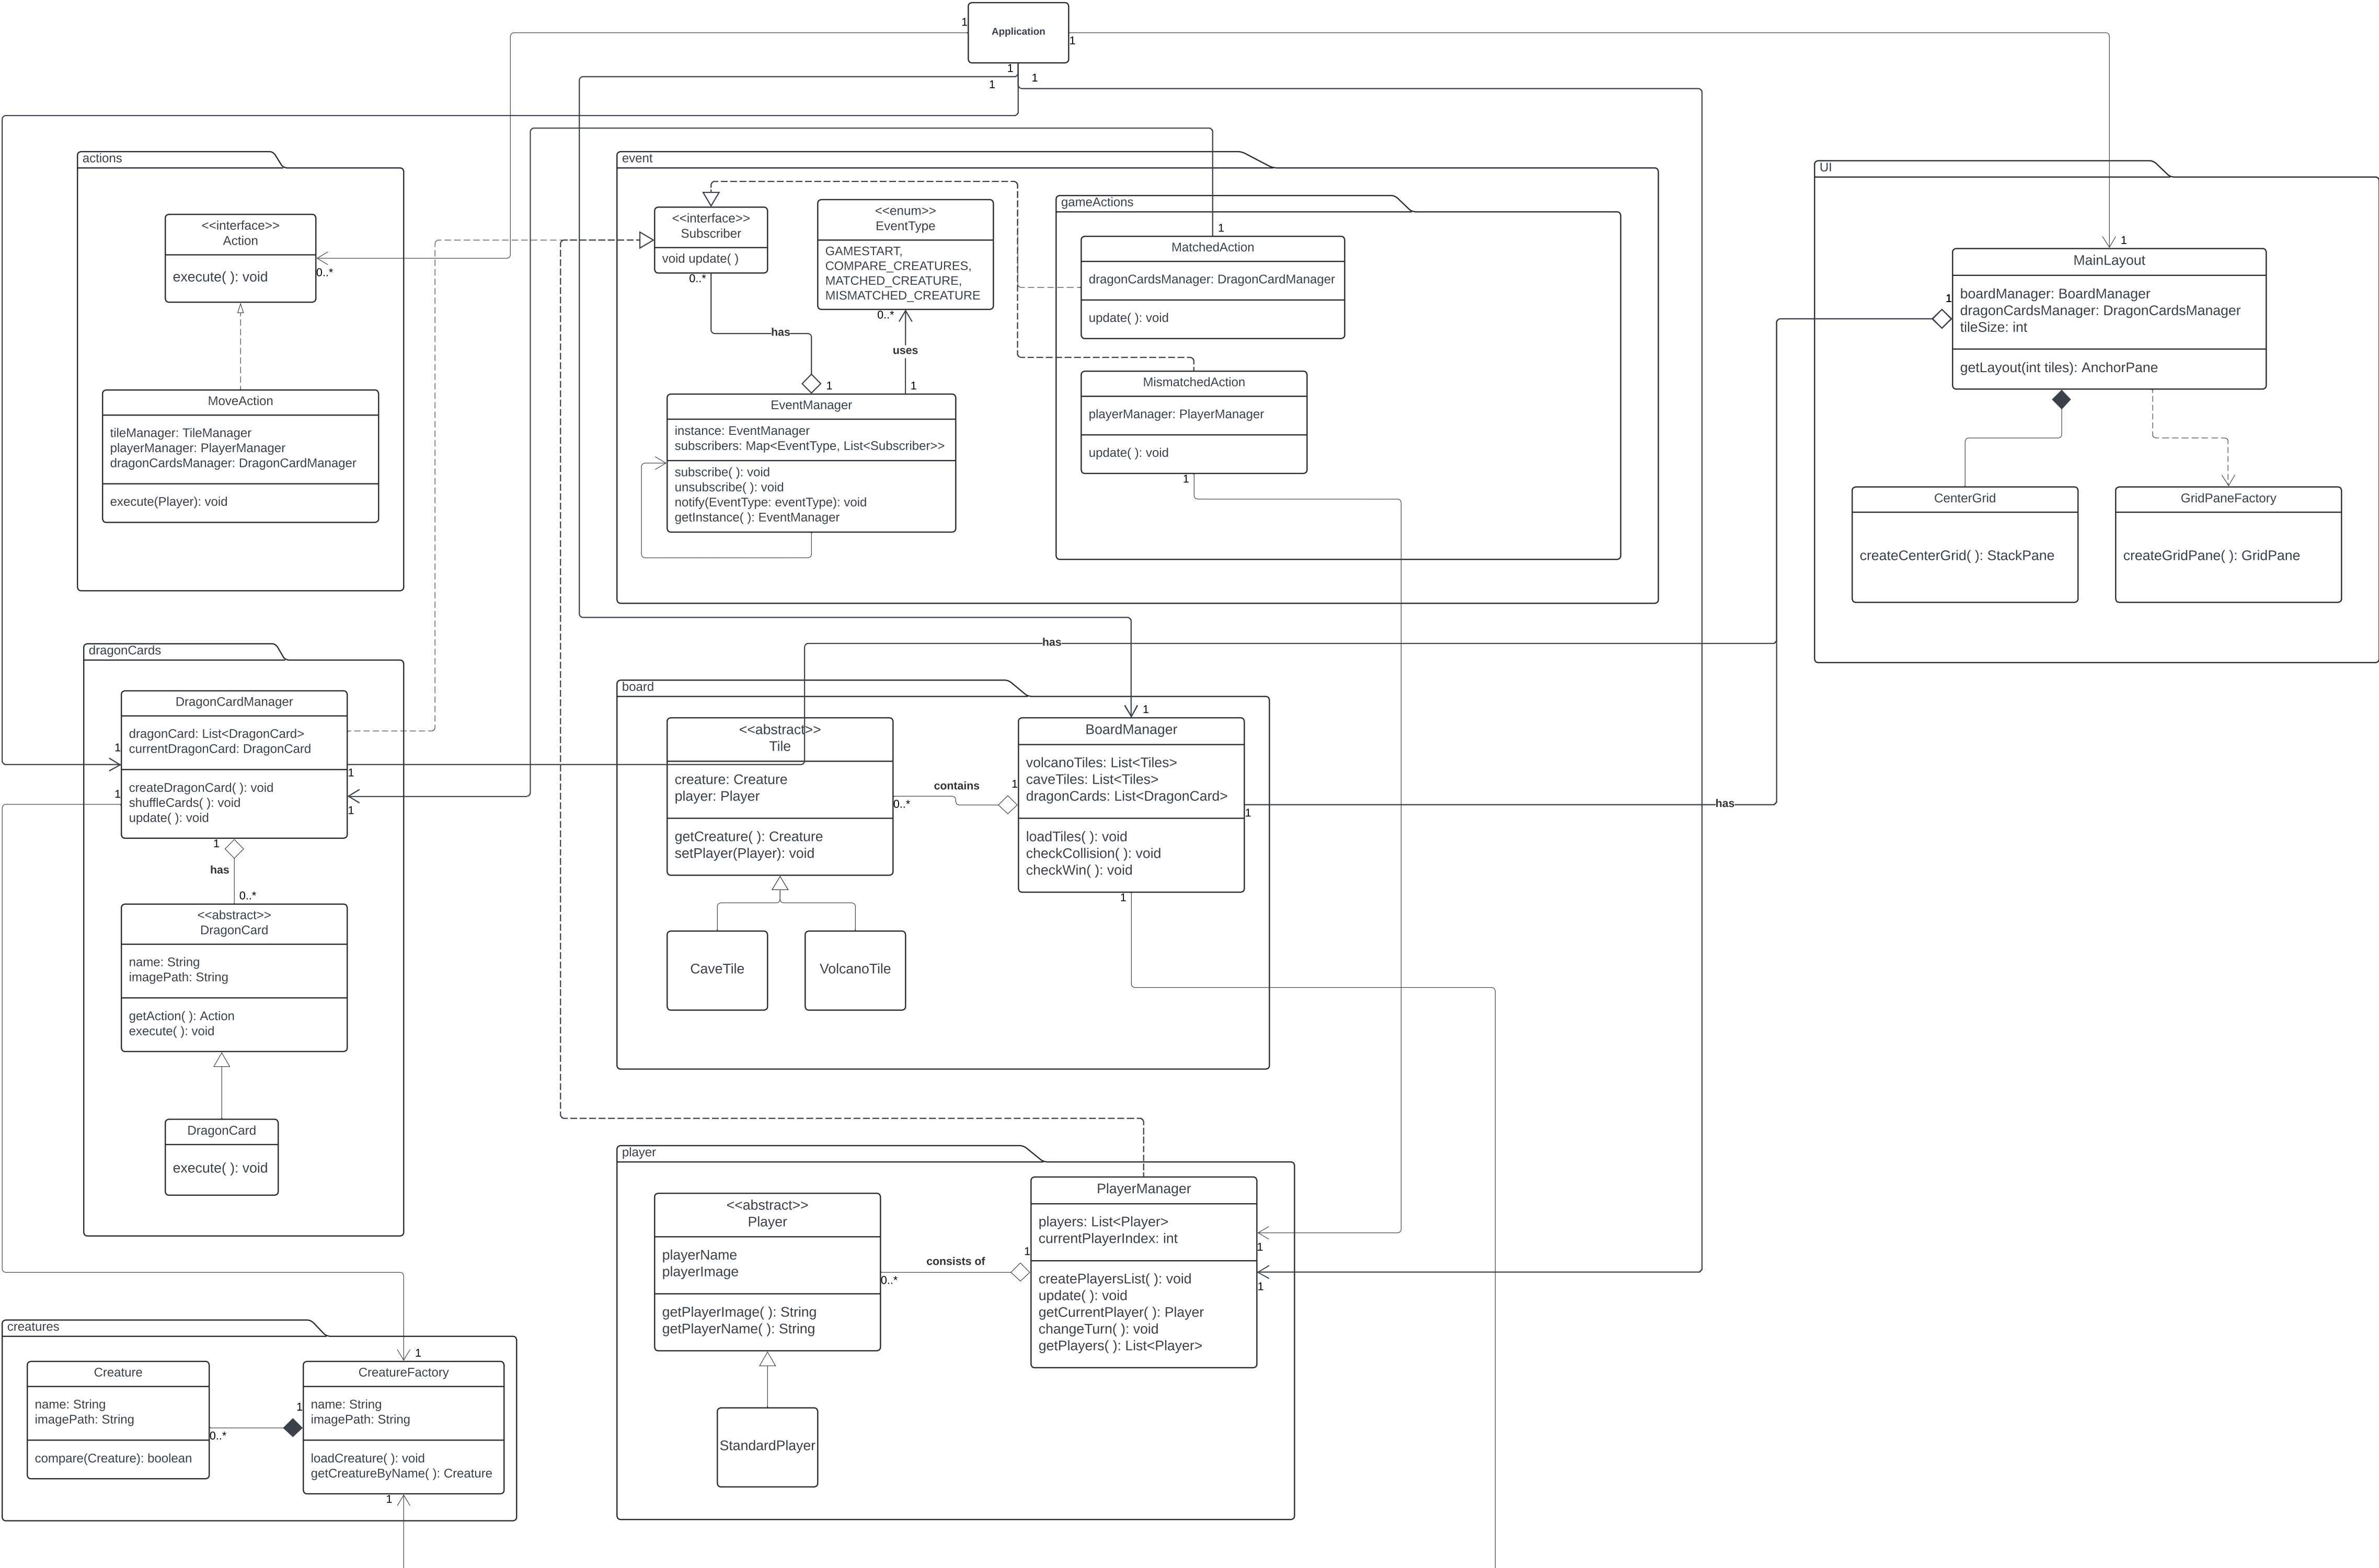 Application
1
1
1
1
1
actions
<<interface>>
Action
execute( ): void
0..*
MoveAction
tileManager: TileManager
playerManager: PlayerManager
dragonCardsManager: DragonCardManager
execute(Player): void
event
<<interface>>
Subscriber
void update( )
0..*
<<enum>>
EventType
GAMESTART,
COMPARE_CREATURES,
MATCHED_CREATURE,
MISMATCHED_CREATURE
0..*
has
uses
1
1
EventManager
instance: EventManager
subscribers: Map<EventType, List<Subscriber>>
subscribe( ): void
unsubscribe( ): void
notify(EventType: eventType): void
getInstance( ): EventManager
gameActions
1
MatchedAction
dragonCardsManager: DragonCardManager
update( ): void
MismatchedAction
playerManager: PlayerManager
update( ): void
1
UI
1
MainLayout
1
boardManager: BoardManager
dragonCardsManager: DragonCardsManager
tileSize: int
getLayout(int tiles): AnchorPane
CenterGrid
createCenterGrid( ): StackPane
GridPaneFactory
createGridPane( ): GridPane
has
dragonCards
DragonCardManager
dragonCard: List<DragonCard>
currentDragonCard: DragonCard
1
1
createDragonCard( ): void
shuffleCards( ): void
update( ): void
1
1
1
has
0..*
<<abstract>>
DragonCard
name: String
imagePath: String
getAction( ): Action
execute( ): void
DragonCard
execute( ): void
board
<<abstract>>
Tile
creature: Creature
player: Player
getCreature( ): Creature
setPlayer(Player): void
contains
0..*
1
CaveTile
VolcanoTile
1
BoardManager
volcanoTiles: List<Tiles>
caveTiles: List<Tiles>
dragonCards: List<DragonCard>
loadTiles( ): void
checkCollision( ): void
checkWin( ): void
1
has
1
player
<<abstract>>
Player
playerName
playerImage
getPlayerImage( ): String
getPlayerName( ): String
consists of
0..*
1
StandardPlayer
PlayerManager
players: List<Player>
currentPlayerIndex: int
createPlayersList( ): void
update( ): void
getCurrentPlayer( ): Player
changeTurn( ): void
getPlayers( ): List<Player>
1
1
creatures
Creature
name: String
imagePath: String
compare(Creature): boolean
0..*
1
1
CreatureFactory
name: String
imagePath: String
loadCreature( ): void
getCreatureByName( ): Creature
1